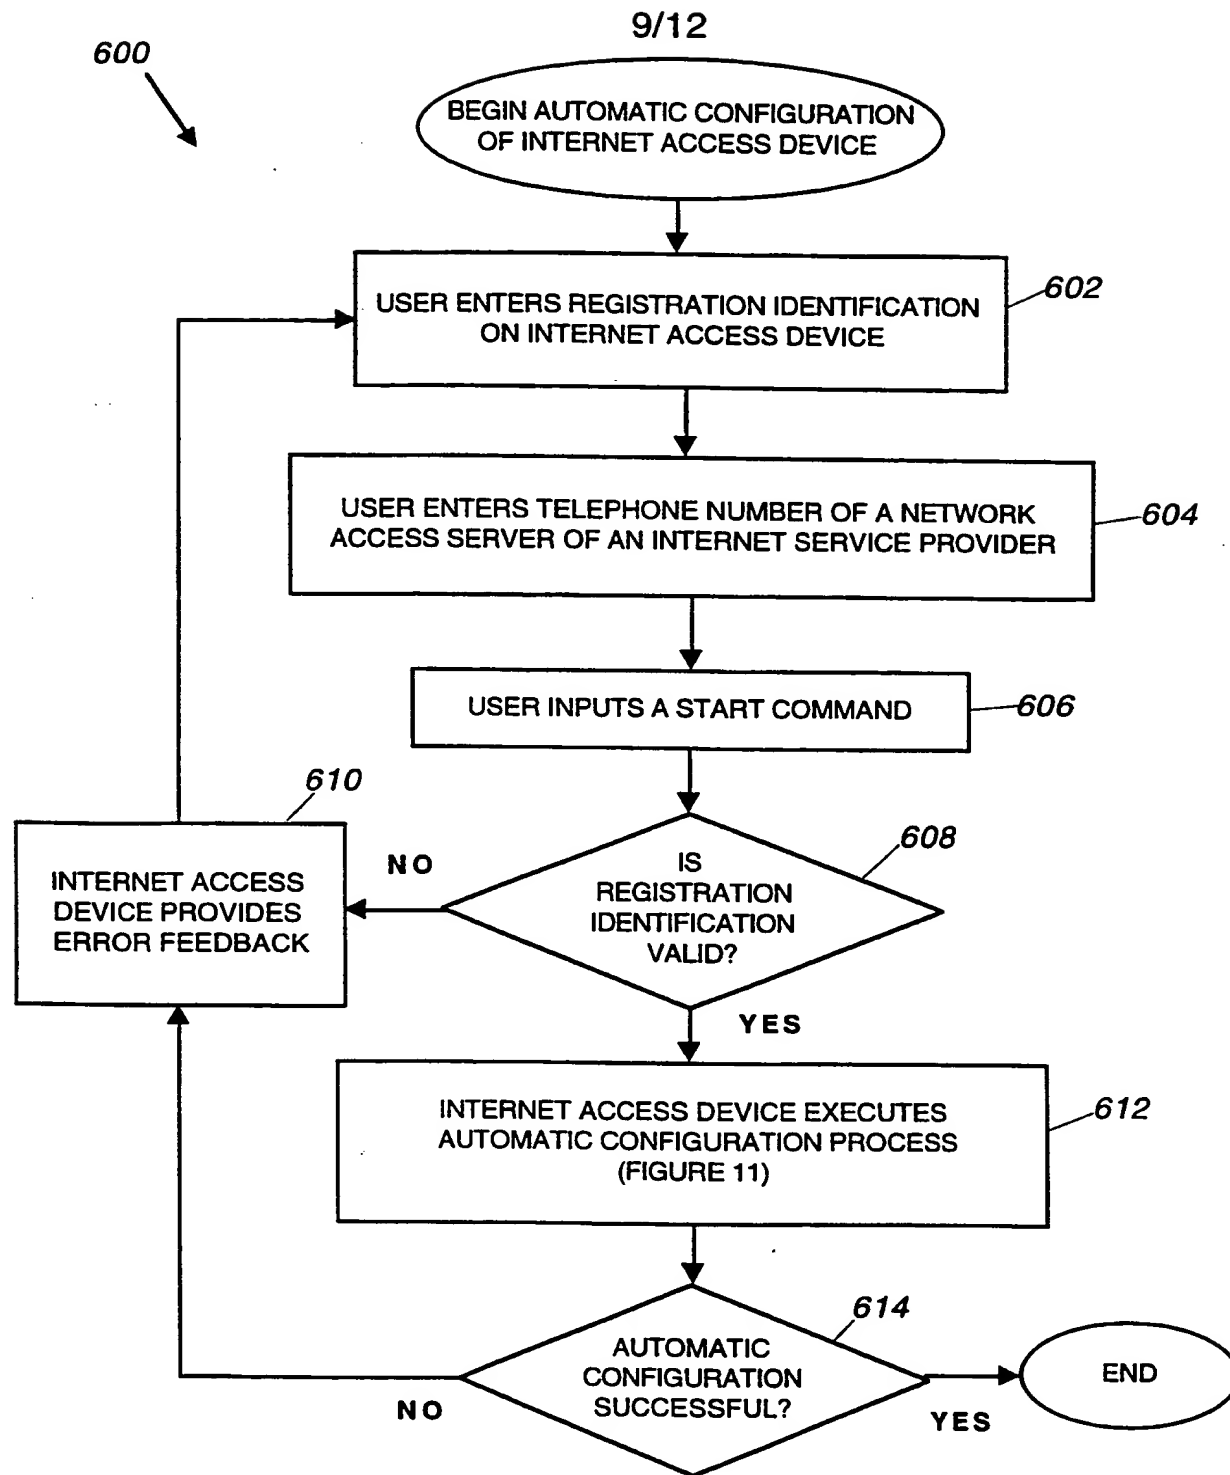 9/12
600
BEGIN AUTOMATIC CONFIGURATION
OF INTERNET ACCESS DEVICE
602
USER ENTERS REGISTRATION IDENTIFICATION
ON INTERNET ACCESS DEVICE
604
USER ENTERS TELEPHONE NUMBER OF A NETWORK
ACCESS SERVER OF AN INTERNET SERVICE PROVIDER
606
USER INPUTS A START COMMAND
610
INTERNET ACCESS
DEVICE PROVIDES
ERROR FEEDBACK
NO
608
IS
REGISTRATION
IDENTIFICATION
VALID?
YES
612
INTERNET ACCESS DEVICE EXECUTES
AUTOMATIC CONFIGURATION PROCESS
(FIGURE 11)
614
AUTOMATIC
CONFIGURATION
SUCCESSFUL?
NO
YES
END